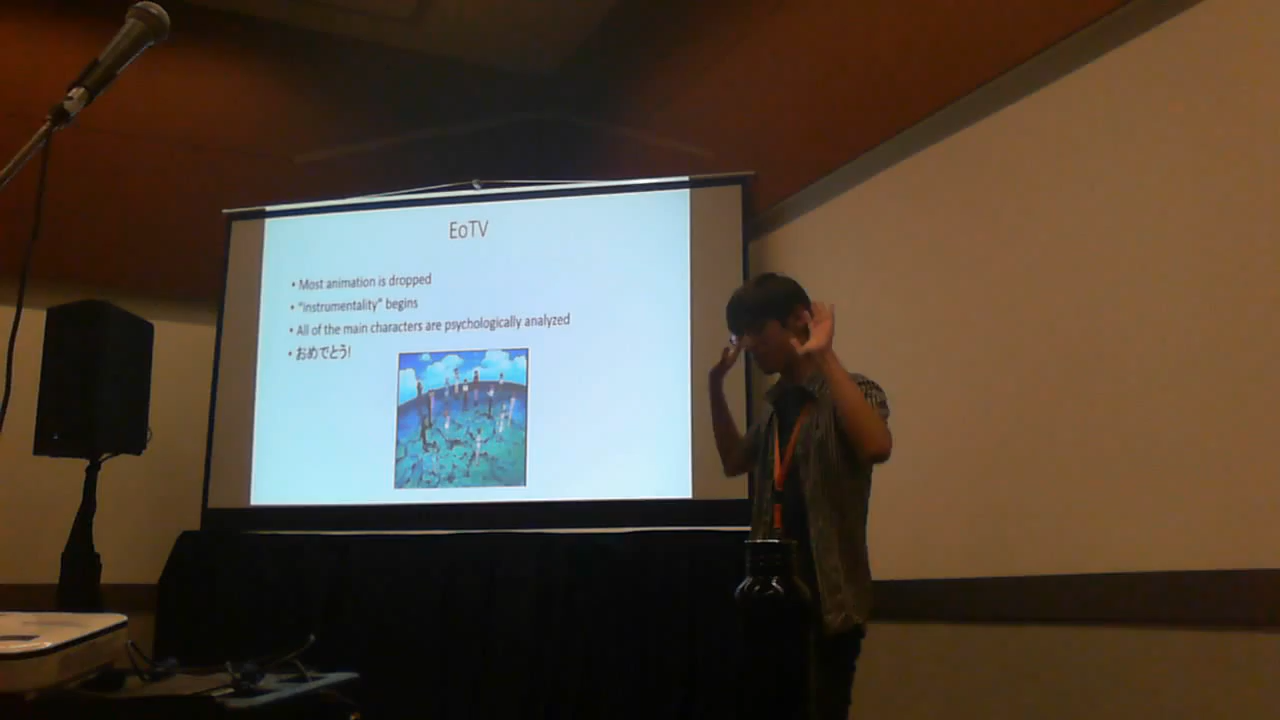 EoTV
• Most animation is dropped
• "Instrumentality" begins
• All of the main characters are psychologically analyzed
• おめでとう!